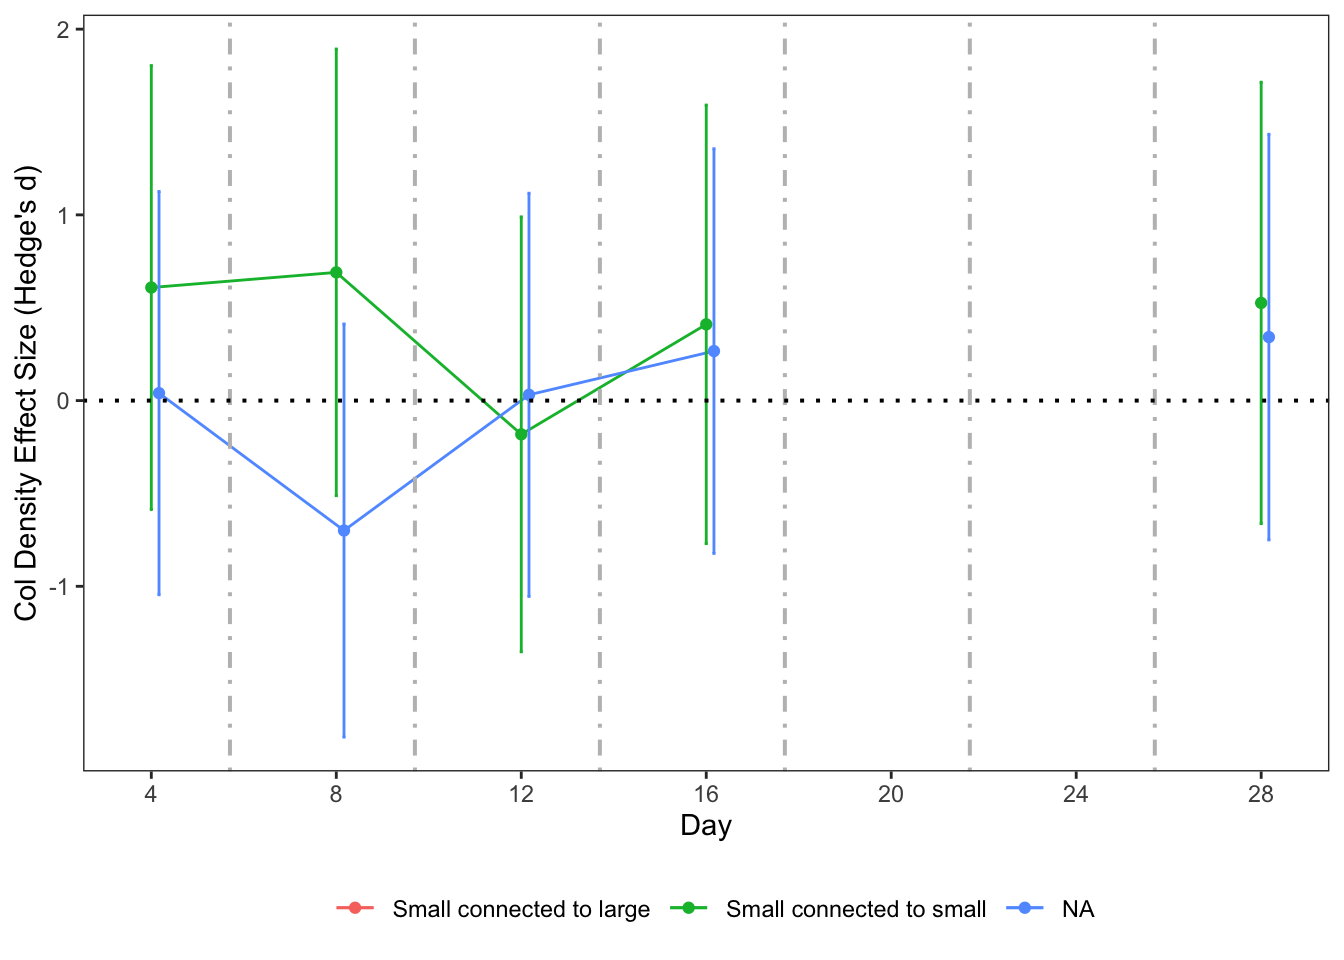 Col Density Effect Size (Hedge's d)
2
1
0
-1
4 8 12 16 20 24 28
Day
Small connected to large Small connected to small NA